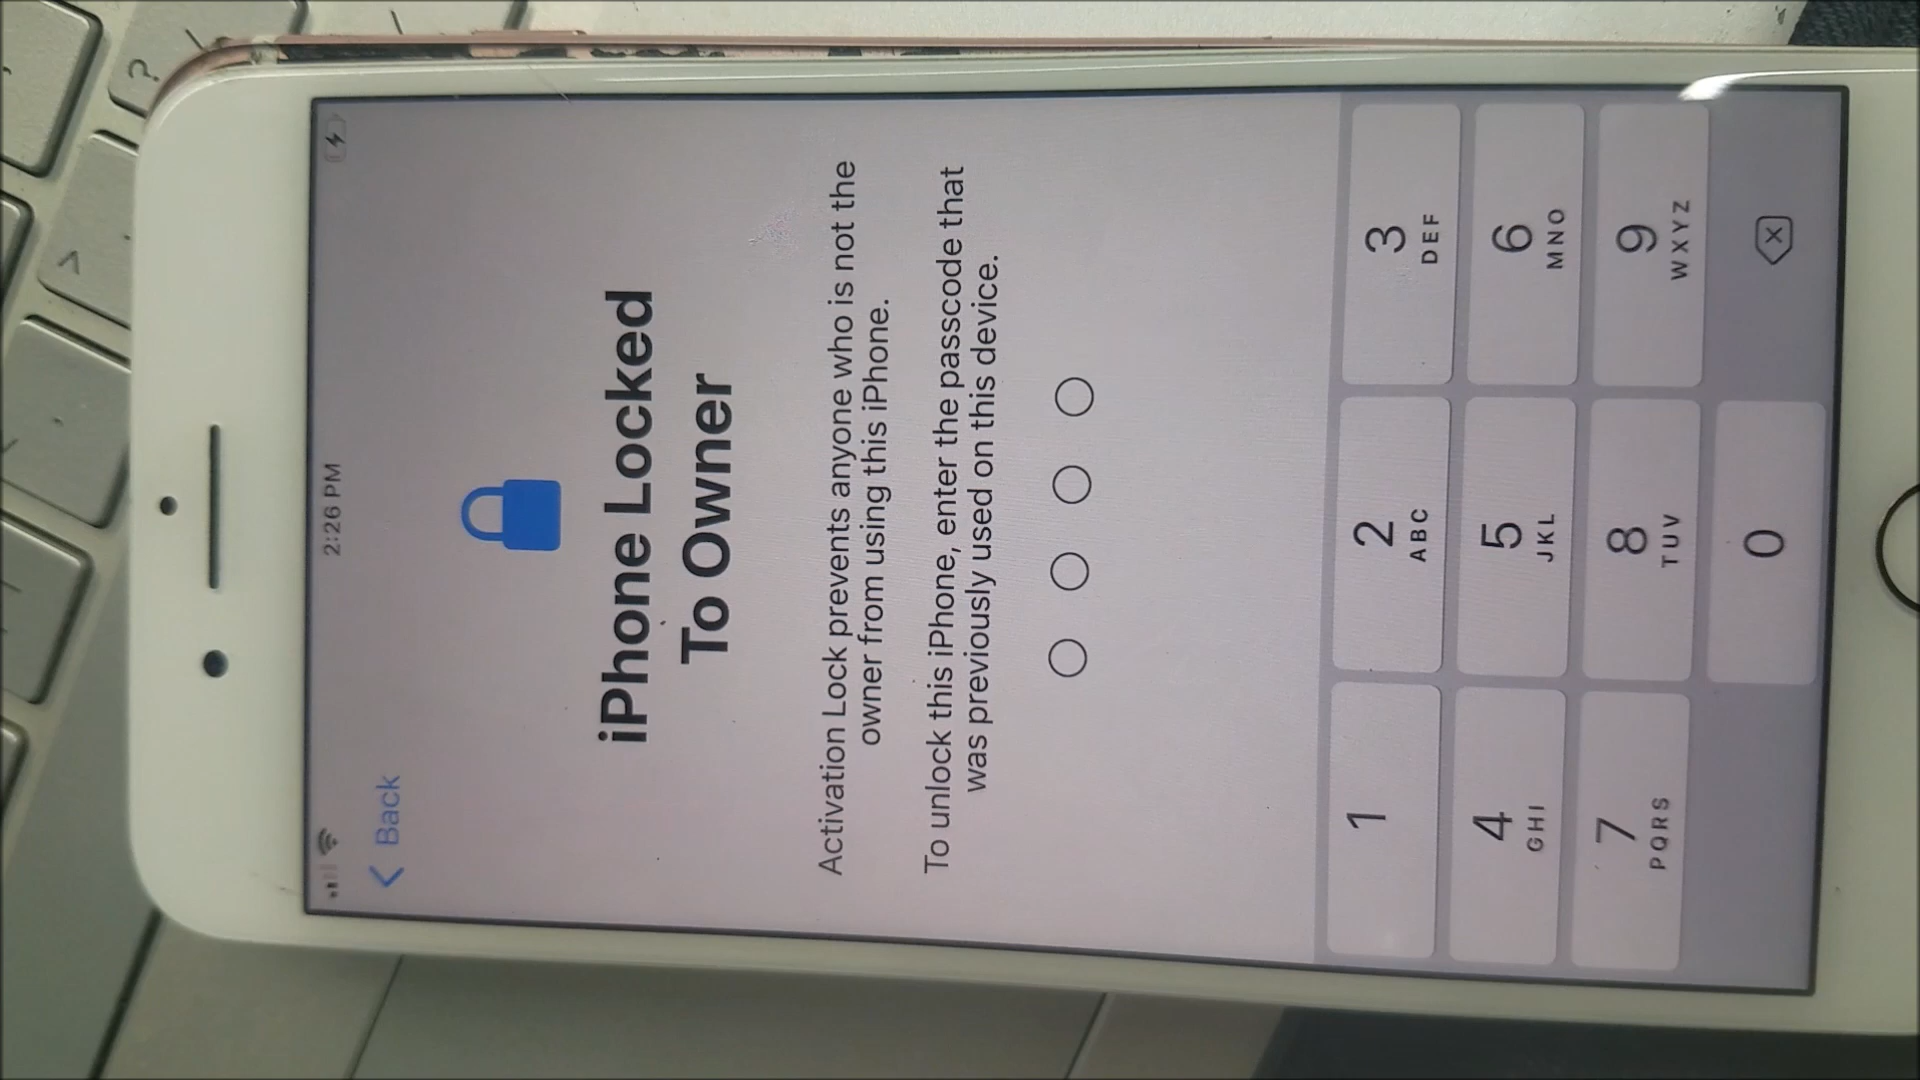 2:26 PM
Back
iPhone Locked
To Owner
Activation Lock prevents anyone who is not the
owner from using this iPhone.
To unlock this iPhone, enter the passcode that
was previously used on this device.
1
2
ABC
3
DEF
4
GHI
5
JKL
6
MNO
7
PQRS
8
TUV
9
WXYZ
0
?
>